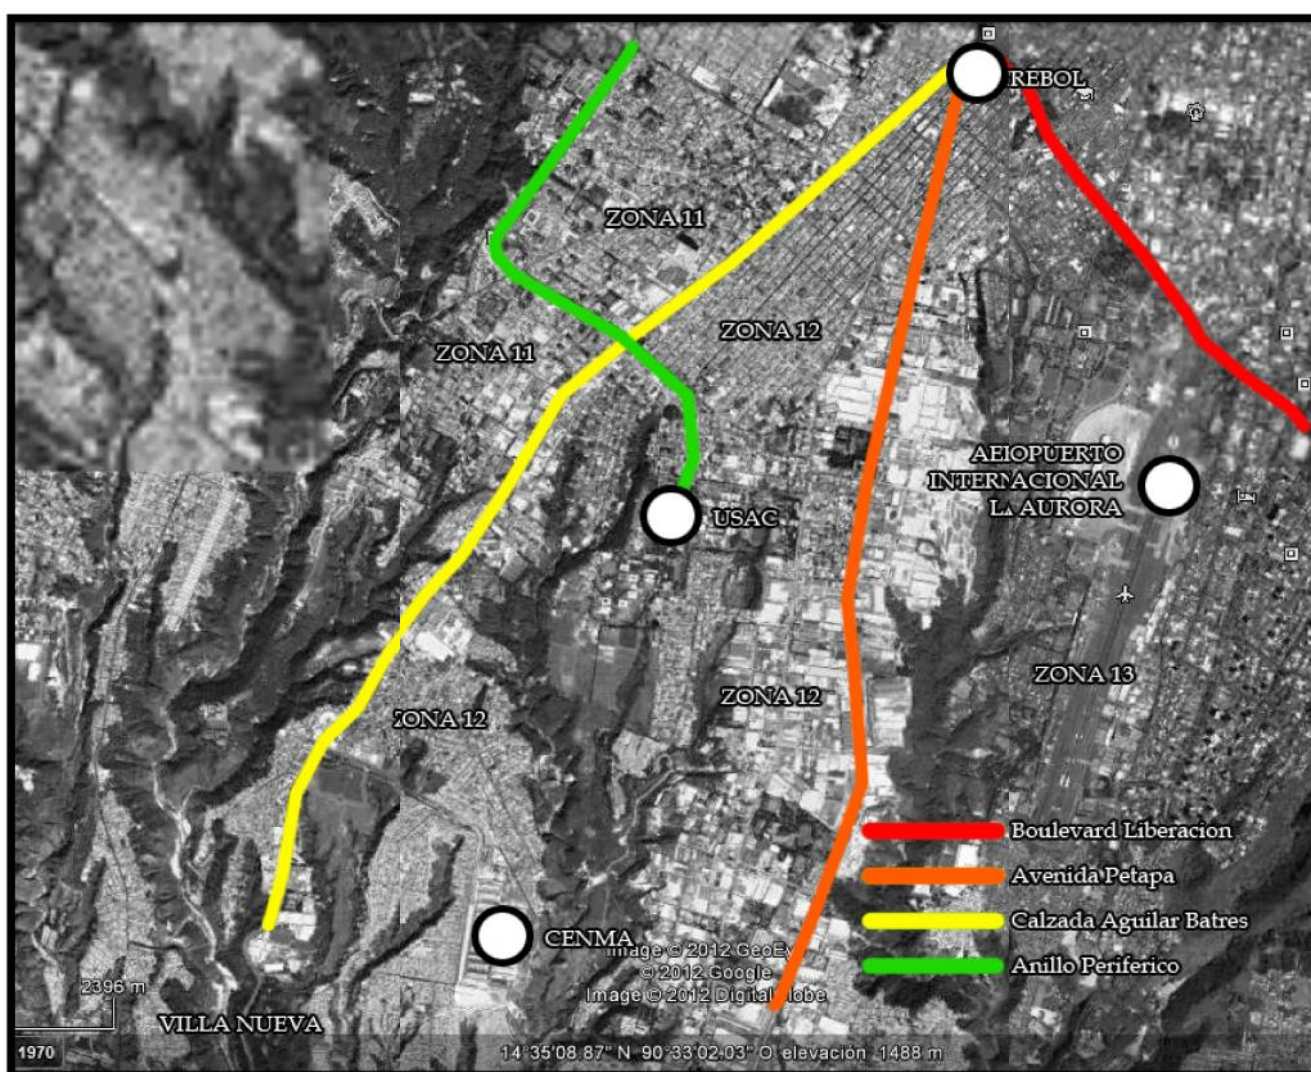 REBOL
ZONA 11
ZONA 12
ZONA 11
AEIOPUERTO
INTERNACIONAL
LA AURORA
USAC
ZONA 13
ZONA 12
ZONA 12
Boulevard Liberacion
Avenida Petapa
Calzada Aguilar Batres
Anillo Periferico
CENMA
Image © 2012 GeoEy
© 2012 Google
Image © 2012 DigitalGlobe
2396 m
VILLA NUEVA
1970
14°35'08.87" N 90°33'02.03" O elevación 1488 m